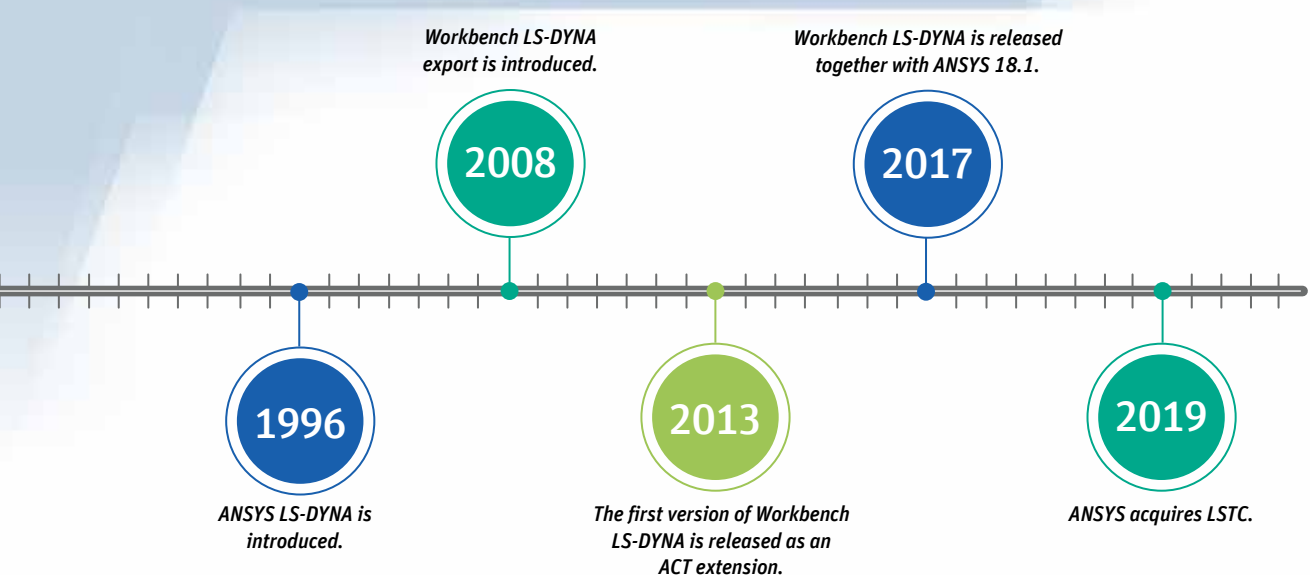 Workbench LS-DYNA
export is introduced.
2008
Workbench LS-DYNA is released
together with ANSYS 18.1.
2017
1996
ANSYS LS-DYNA is
introduced.
2013
The first version of Workbench
LS-DYNA is released as an
ACT extension.
2019
ANSYS acquires LSTC.